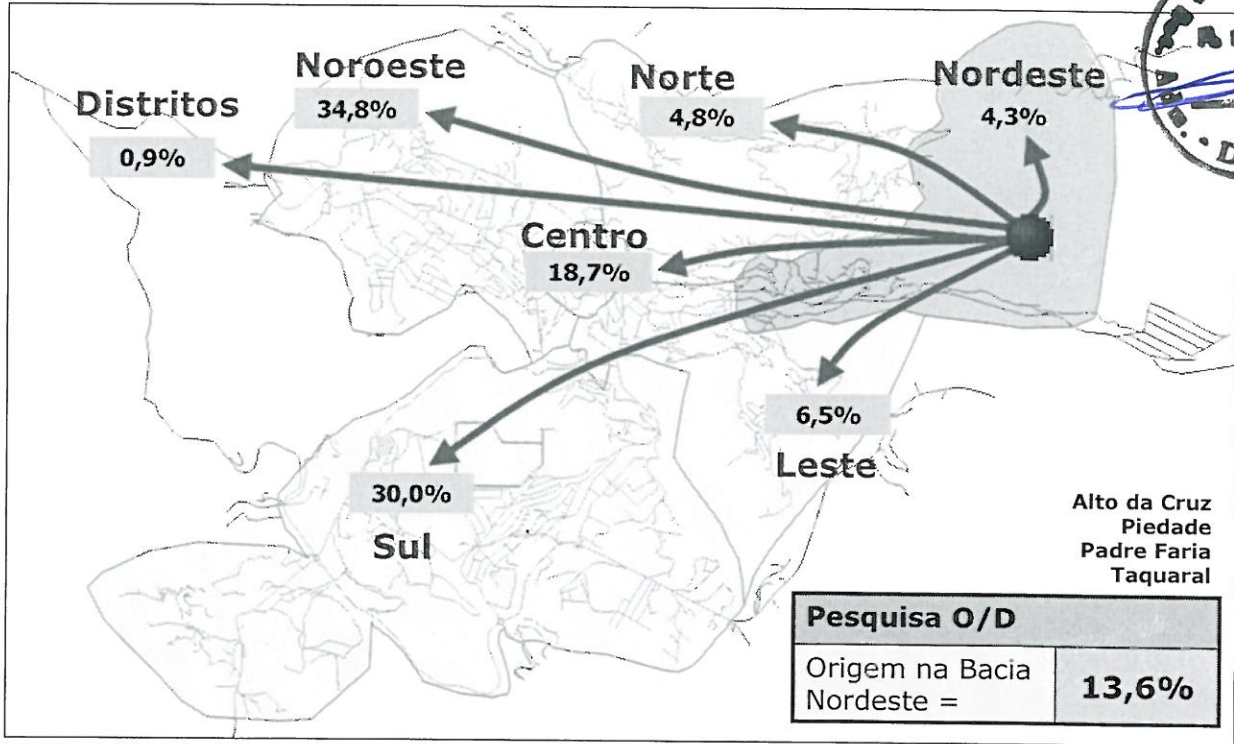 Noroeste
34,8%
Norte
4,8%
Nordeste
4,3%
Distritos
0,9%
Centro
18,7%
6,5%
Leste
30,0%
Sul
Alto da Cruz
Piedade
Padre Faria
Taquaral
Pesquisa O/D
Origem na Bacia
Nordeste =
13,6%